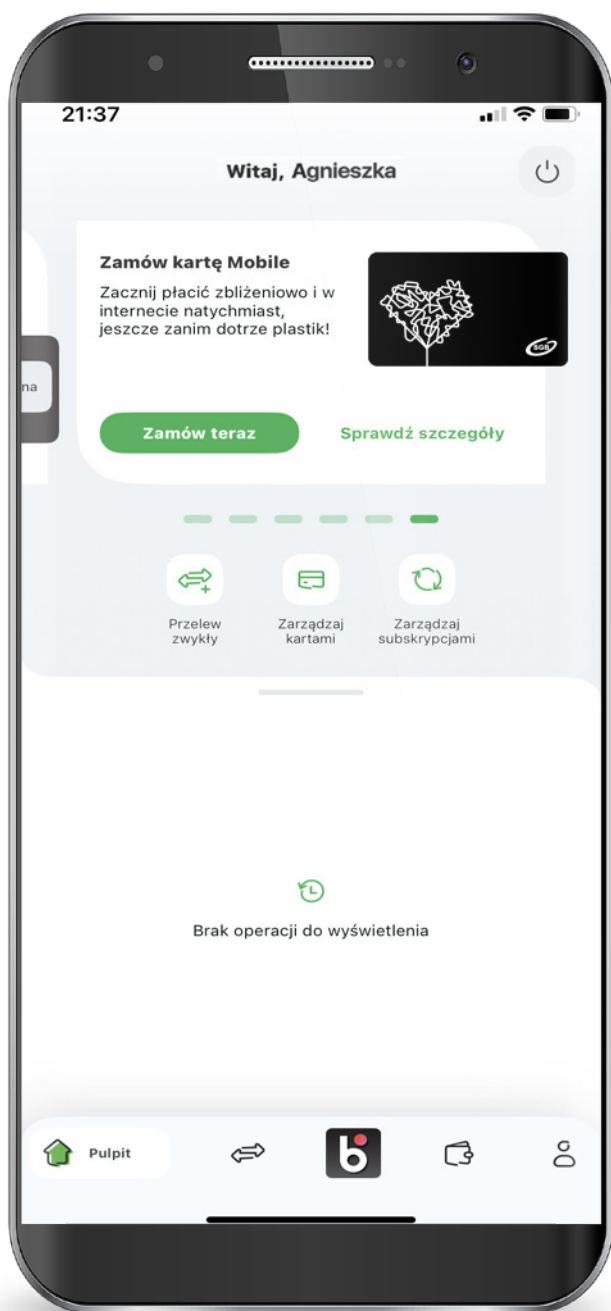 21:37
Witaj, Agnieszka
Zamów kartę Mobile
Zacznij płacić zbliżeniowo i w
internecie natychmiast,
jeszcze zanim dotrze plastik!
SGB
na
Zamów teraz
Sprawdź szczegóły
Przelew
zwykły
Zarządzaj
kartami
Zarządzaj
subskrypcjami
Brak operacji do wyświetlenia
Pulpit
b